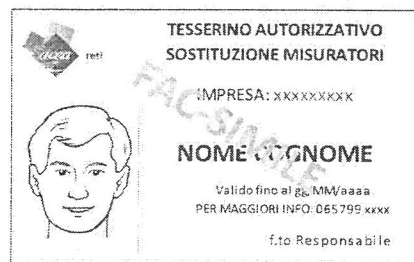 acea reti
TESSERINO AUTORIZZATIVO
SOSTITUZIONE MISURATORI
IMPRESA: xxxxxxxxx
FAC-SIMILE
NOME COGNOME
Valido fino al gg/MM/aaaa
PER MAGGIORI INFO: 065799 xxxx
f.to Responsabile